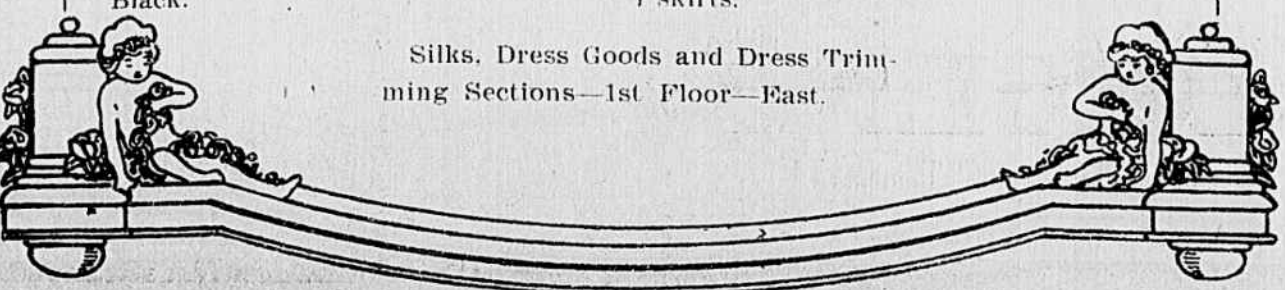 Black.
skirts.
Silks, Dress Goods and Dress Trim-
ming Sections—1st Floor—East.